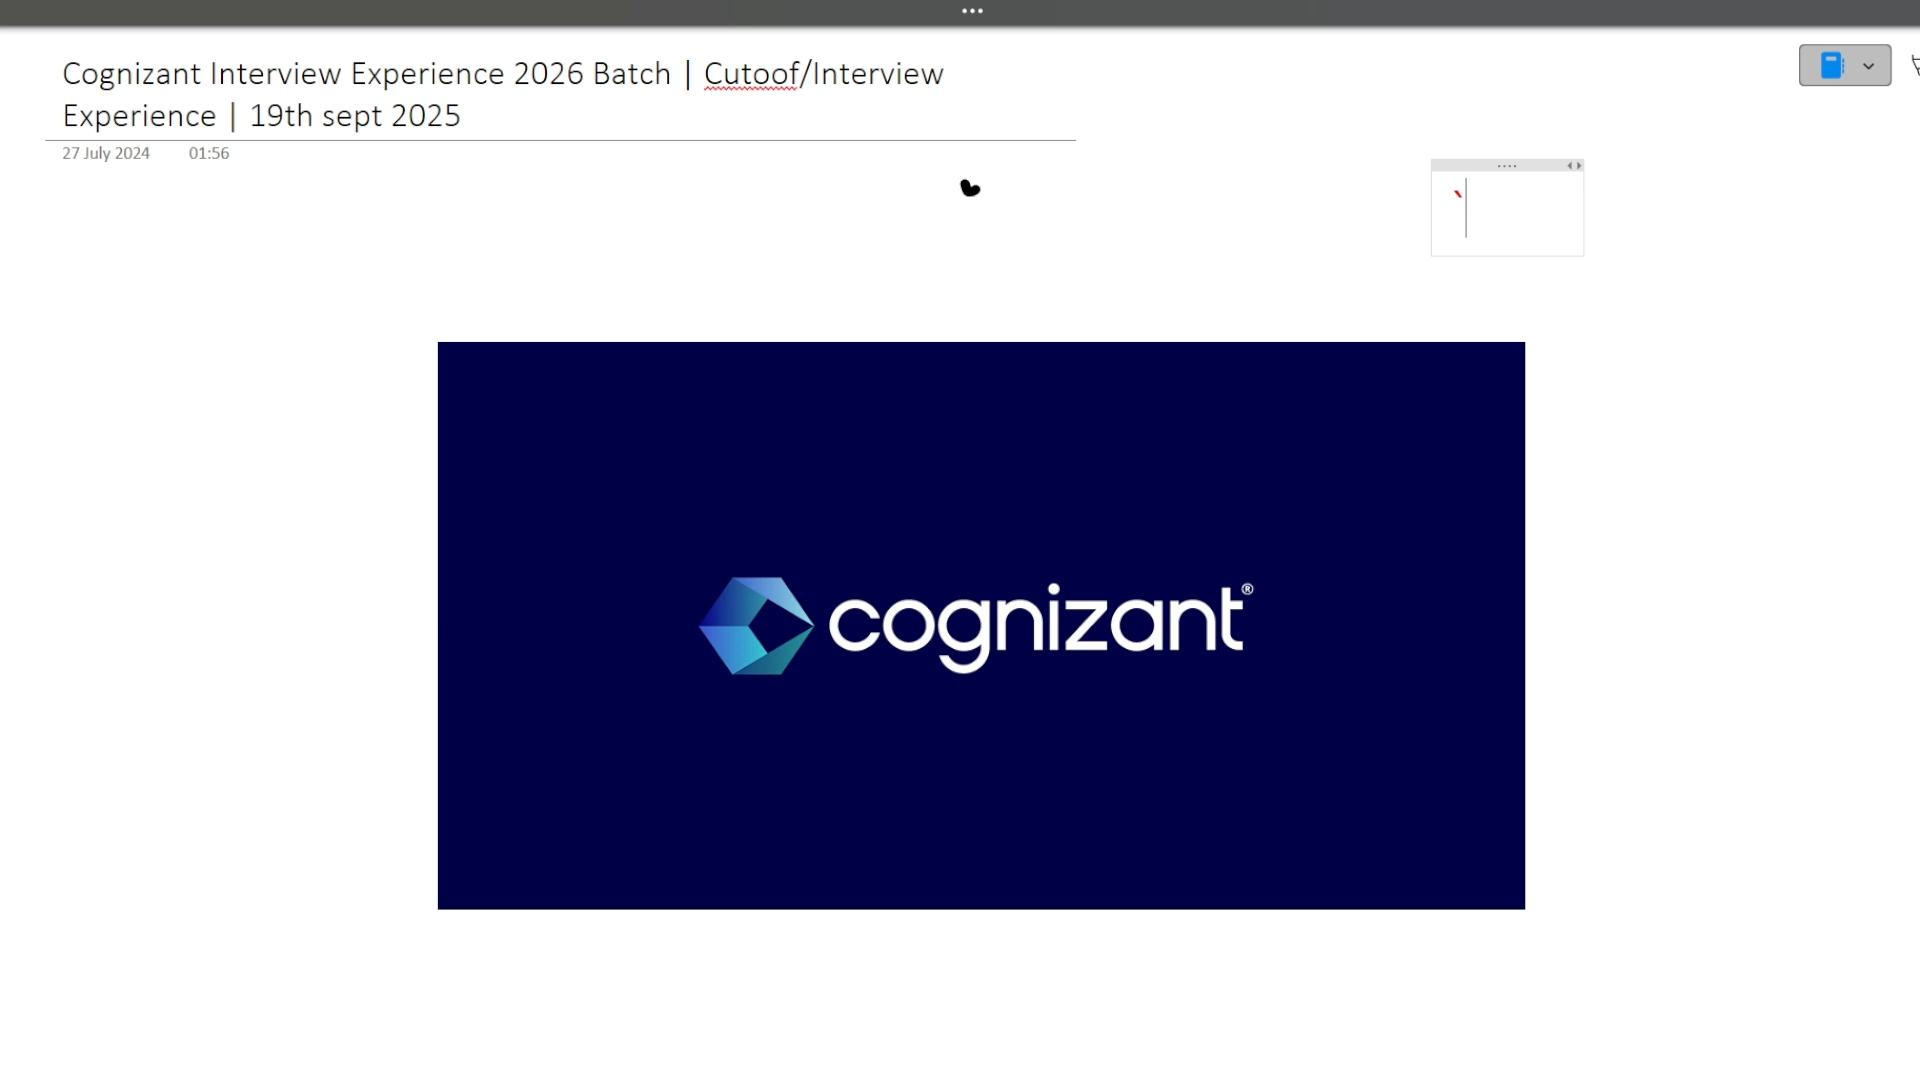 Cognizant Interview Experience 2026 Batch | Cutoof/Interview
Experience | 19th sept 2025
27 July 2024 01:56
cognizant®